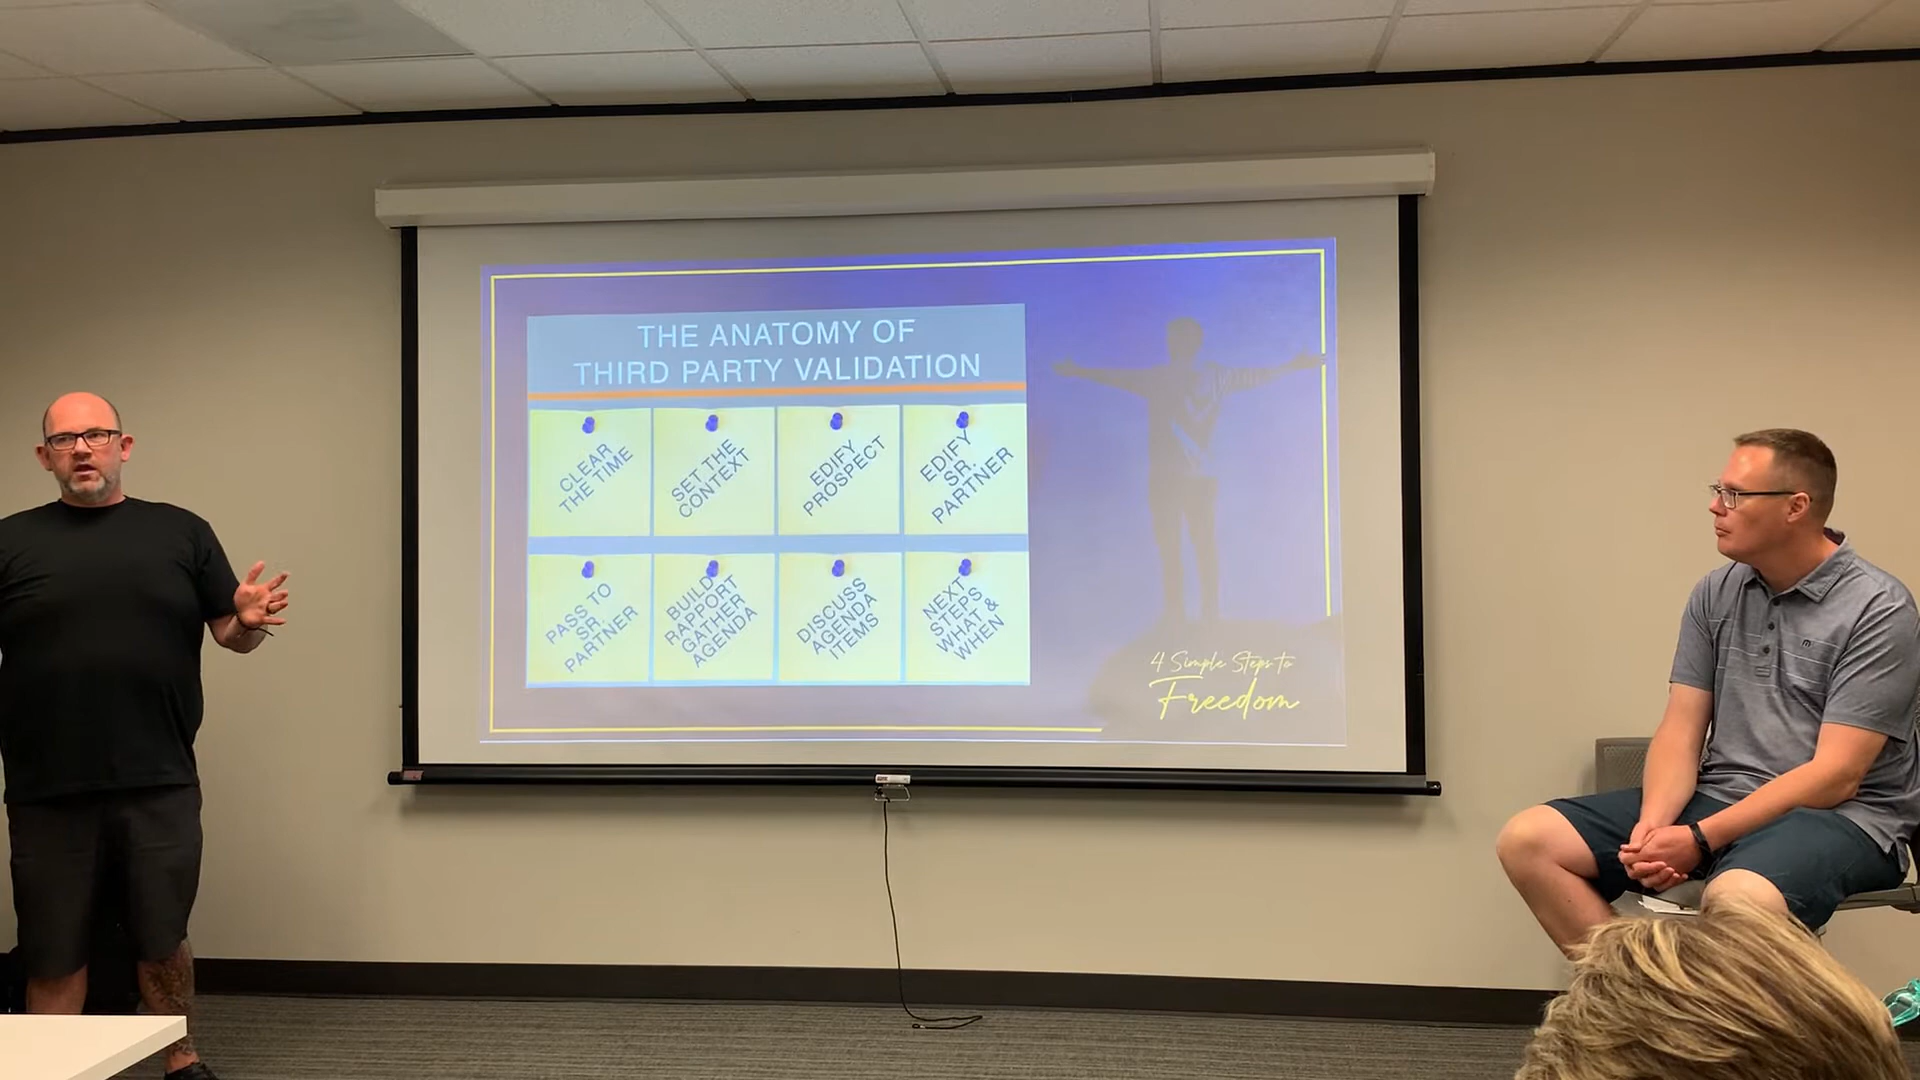 THE ANATOMY OF
THIRD PARTY VALIDATION
CLEAR
THE TIME
SET THE
CONTEXT
EDIFY
PROSPECT
EDIFY
SR.
PARTNER
PASS TO
SR.
PARTNER
BUILD
RAPPORT
GATHER
AGENDA
DISCUSS
AGENDA
ITEMS
NEXT
STEPS
WHAT &
WHEN
4 Simple Steps to
Freedom